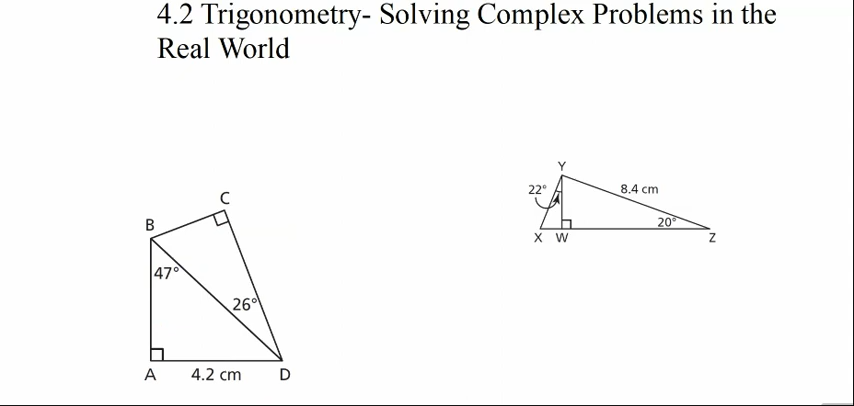 4.2 Trigonometry- Solving Complex Problems in the
Real World
C
B
47°
26°
A 4.2 cm D
Y
22°
8.4 cm
20°
X W Z